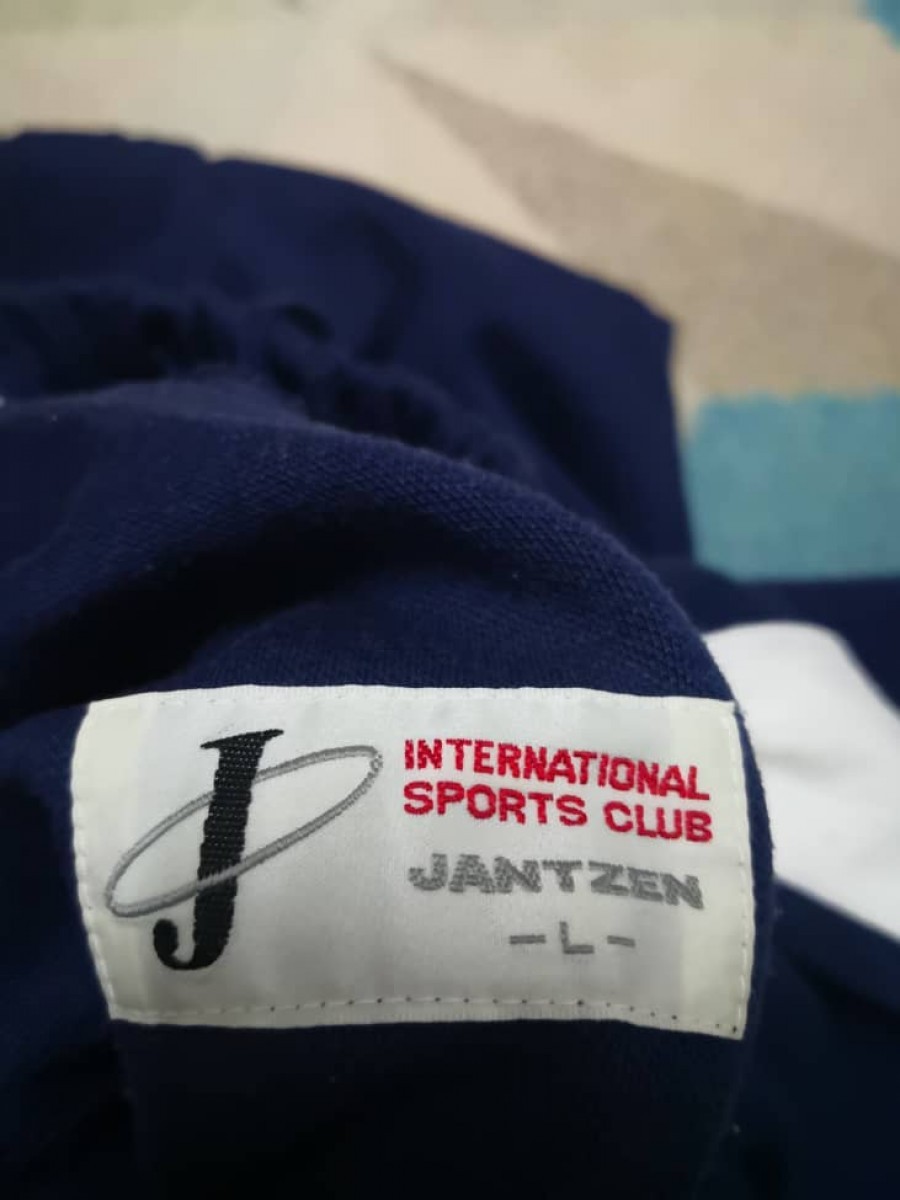 J
INTERNATIONAL
SPORTS CLUB
JANTZEN
-L-